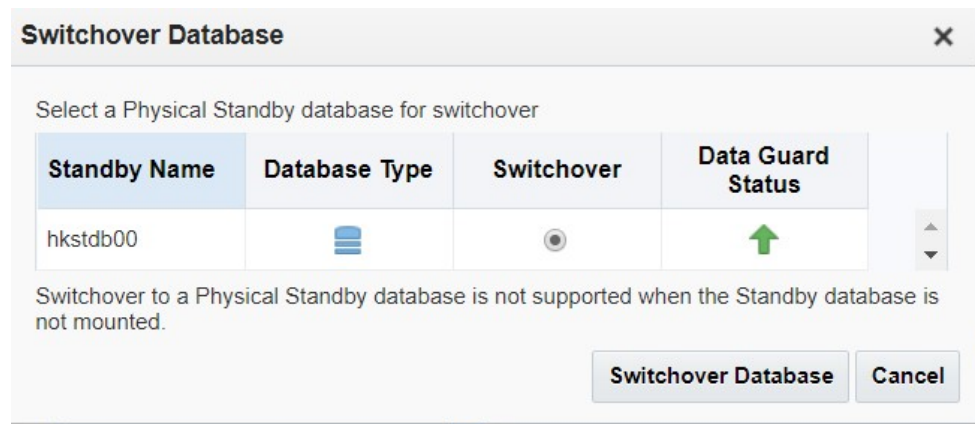 Switchover Database
Select a Physical Standby database for switchover
Standby Name Database Type Switchover Data Guard Status
hkstdb00
Switchover to a Physical Standby database is not supported when the Standby database is
not mounted.
Switchover Database Cancel